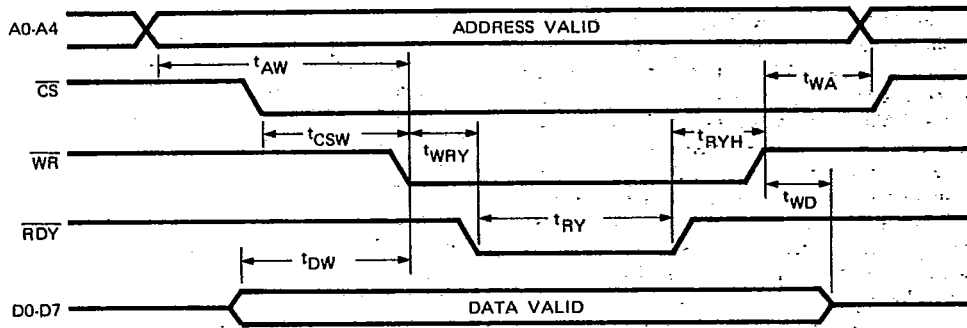 A0-A4
ADDRESS VALID
tAW
tWA
CS
tCSW
tWRY
tRYH
WR
tWD
tRY
RDY
tDW
D0-D7
DATA VALID